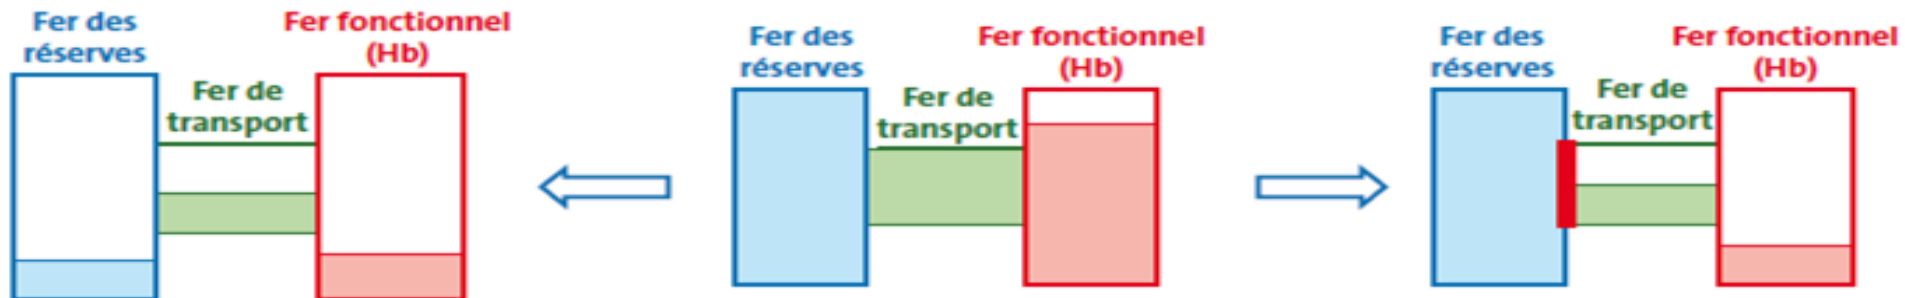 Fer des
réserves
Fer de
transport
Fer fonctionnel
(Hb)
Fer des
réserves
Fer de
transport
Fer fonctionnel
(Hb)
Fer des
réserves
Fer de
transport
Fer fonctionnel
(Hb)